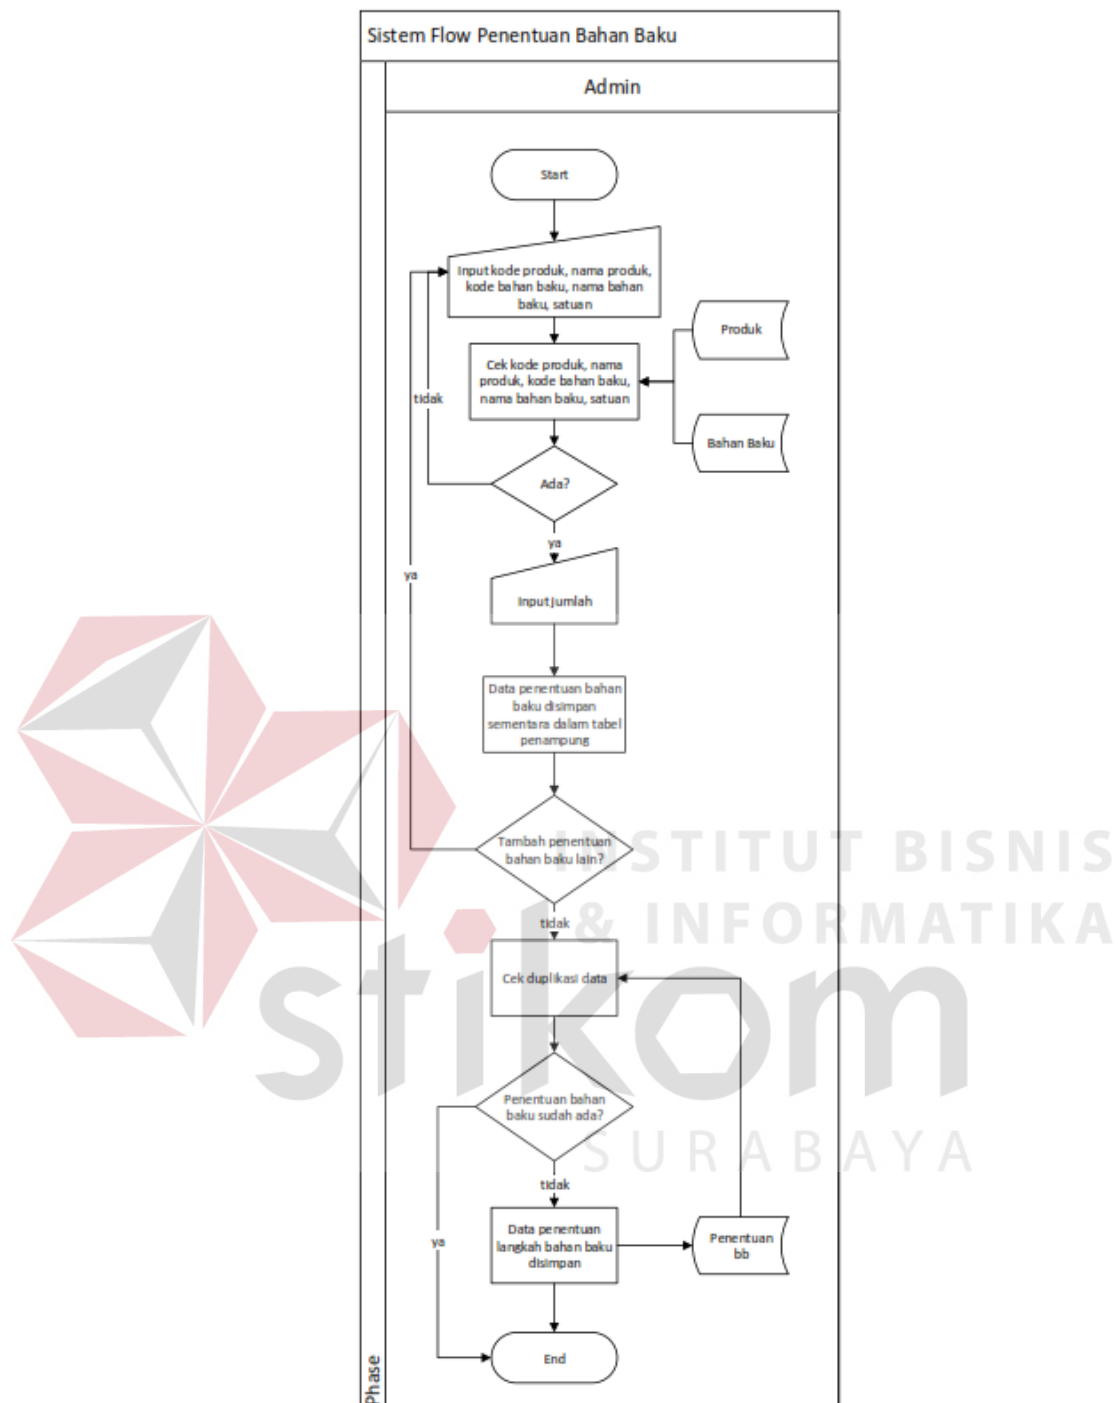 Sistem Flow Penentuan Bahan Baku
Admin
Start
Input kode produk, nama produk,
kode bahan baku, nama bahan
baku, satuan
Produk
Cek kode produk, nama
produk, kode bahan baku,
nama bahan baku, satuan
tidak
Bahan Baku
Ada?
ya
ya
Input jumlah
Data penentuan bahan
baku disimpan
sementara dalam tabel
penampung
Tambah penentuan
bahan baku lain?
INSTITUT BISNIS
& INFORMATIKA
tidak
Cek duplikasi data
stikom
Penentuan bahan
baku sudah ada?
SURABAYA
tidak
Data penentuan
langkah bahan baku
disimpan
ya
Penentuan
bb
End
Phase